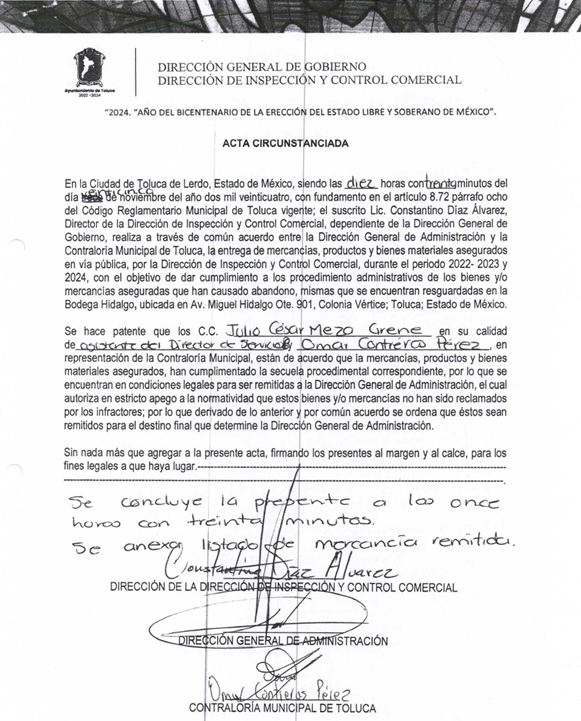 DIRECCIÓN GENERAL DE GOBIERNO
DIRECCIÓN DE INSPECCIÓN Y CONTROL COMERCIAL
Ayuntamiento de Toluca
2022 - 2024
"2024. "AÑO DEL BICENTENARIO DE LA ERECCIÓN DEL ESTADO LIBRE Y SOBERANO DE MÉXICO".
ACTA CIRCUNSTANCIADA
En la Ciudad de Toluca de Lerdo, Estado de México, siendo las diez horas con treinta minutos del
día veinticinco de noviembre del año dos mil veinticuatro, con fundamento en el artículo 8.72 párrafo ocho
del Código Reglamentario Municipal de Toluca vigente; el suscrito Lic. Constantino Díaz Álvarez,
Director de la Dirección de Inspección y Control Comercial, dependiente de la Dirección General de
Gobierno, realiza a través de común acuerdo entre la Dirección General de Administración y la
Contraloría Municipal de Toluca, la entrega de mercancías, productos y bienes materiales asegurados
en vía pública, por la Dirección de Inspección y Control Comercial, durante el periodo 2022- 2023 y
2024, con el objetivo de dar cumplimiento a los procedimiento administrativos de los bienes y/o
mercancías aseguradas que han causado abandono, mismas que se encuentran resguardadas en la
Bodega Hidalgo, ubicada en Av. Miguel Hidalgo Ote. 901, Colonia Vértice; Toluca; Estado de México.
Se hace patente que los C.C. Julio César Mezo Grene en su calidad
de asistente del Director de Servicios y Omar Contreras Pérez, en
representación de la Contraloría Municipal, están de acuerdo que la mercancías, productos y bienes
materiales asegurados, han cumplimentado la secuela procedimental correspondiente, por lo que se
encuentran en condiciones legales para ser remitidas a la Dirección General de Administración, el cual
autoriza en estricto apego a la normatividad que estos bienes y/o mercancías no han sido reclamados
por los infractores; por lo que derivado de lo anterior y por común acuerdo se ordena que éstos sean
remitidos para el destino final que determine la Dirección General de Administración.
Sin nada más que agregar a la presente acta, firmando los presentes al margen y al calce, para los
fines legales a que haya lugar.
Se concluye la presente a las once
horas con treinta minutos.
Se anexa listado de mercancía remitida.
Constantino Díaz Álvarez
DIRECCIÓN DE LA DIRECCIÓN DE INSPECCIÓN Y CONTROL COMERCIAL
DIRECCIÓN GENERAL DE ADMINISTRACIÓN
Omar Contreras Pérez
CONTRALORÍA MUNICIPAL DE TOLUCA